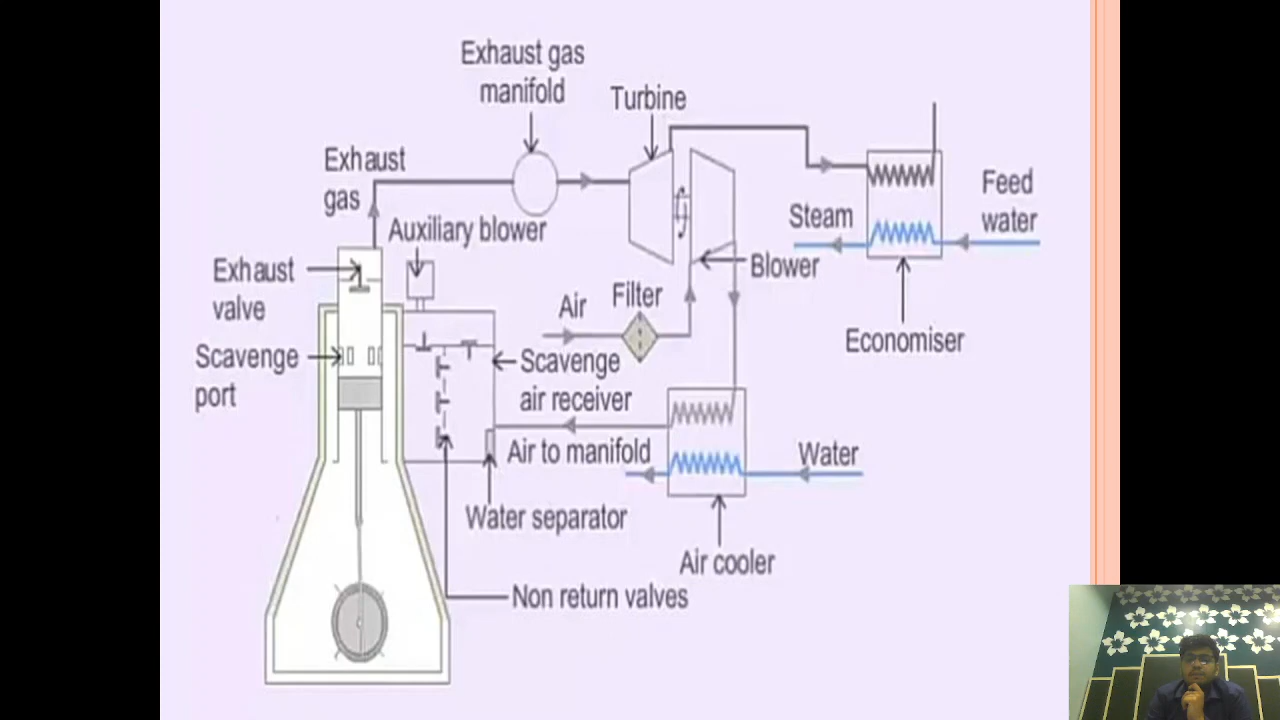 Exhaust gas
manifold
Turbine
Exhaust
gas
Auxiliary blower
Feed
water
Steam
Exhaust
valve
Blower
Air
Filter
Economiser
Scavenge
port
Scavenge
air receiver
Air to manifold
Water
Water separator
Air cooler
Non return valves